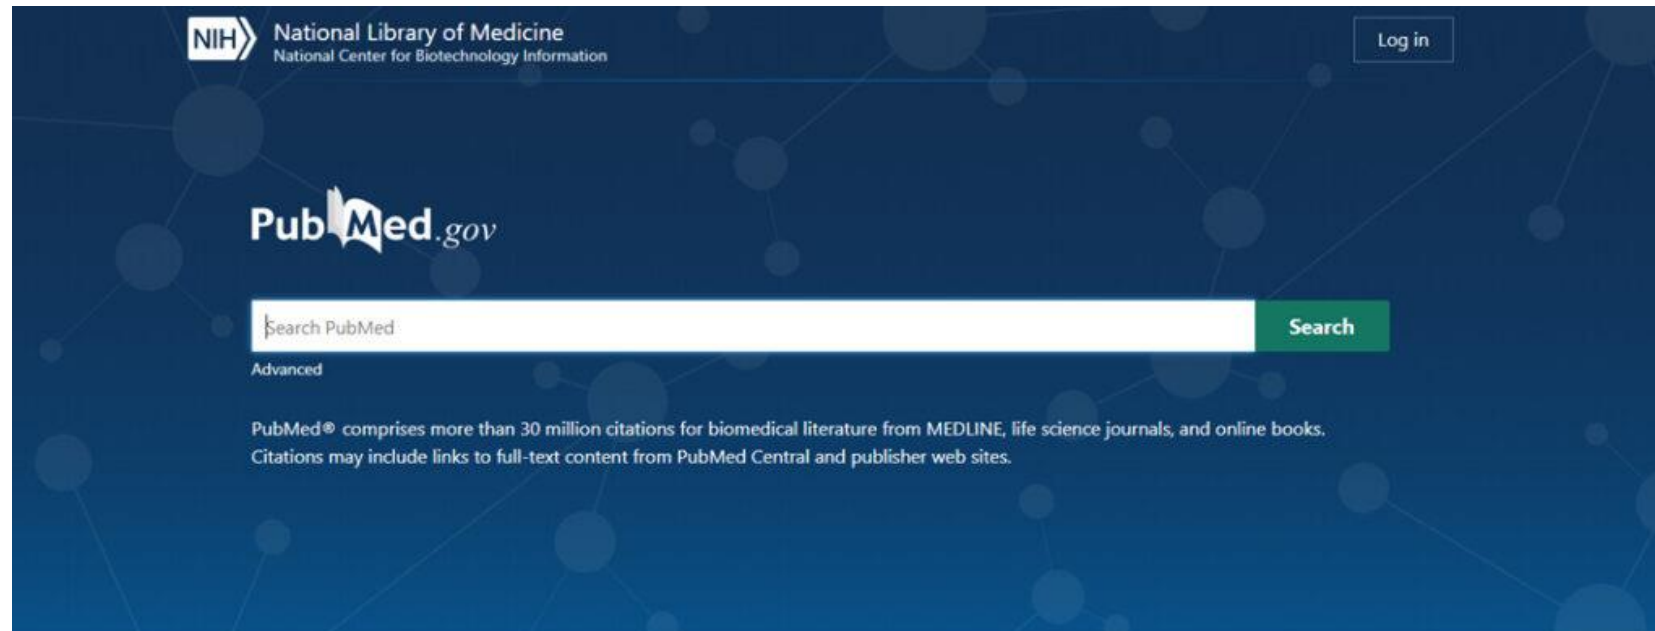 NIH
National Library of Medicine
National Center for Biotechnology Information
Log in
PubMed.gov
Search PubMed
Search
Advanced
PubMed® comprises more than 30 million citations for biomedical literature from MEDLINE, life science journals, and online books.
Citations may include links to full-text content from PubMed Central and publisher web sites.